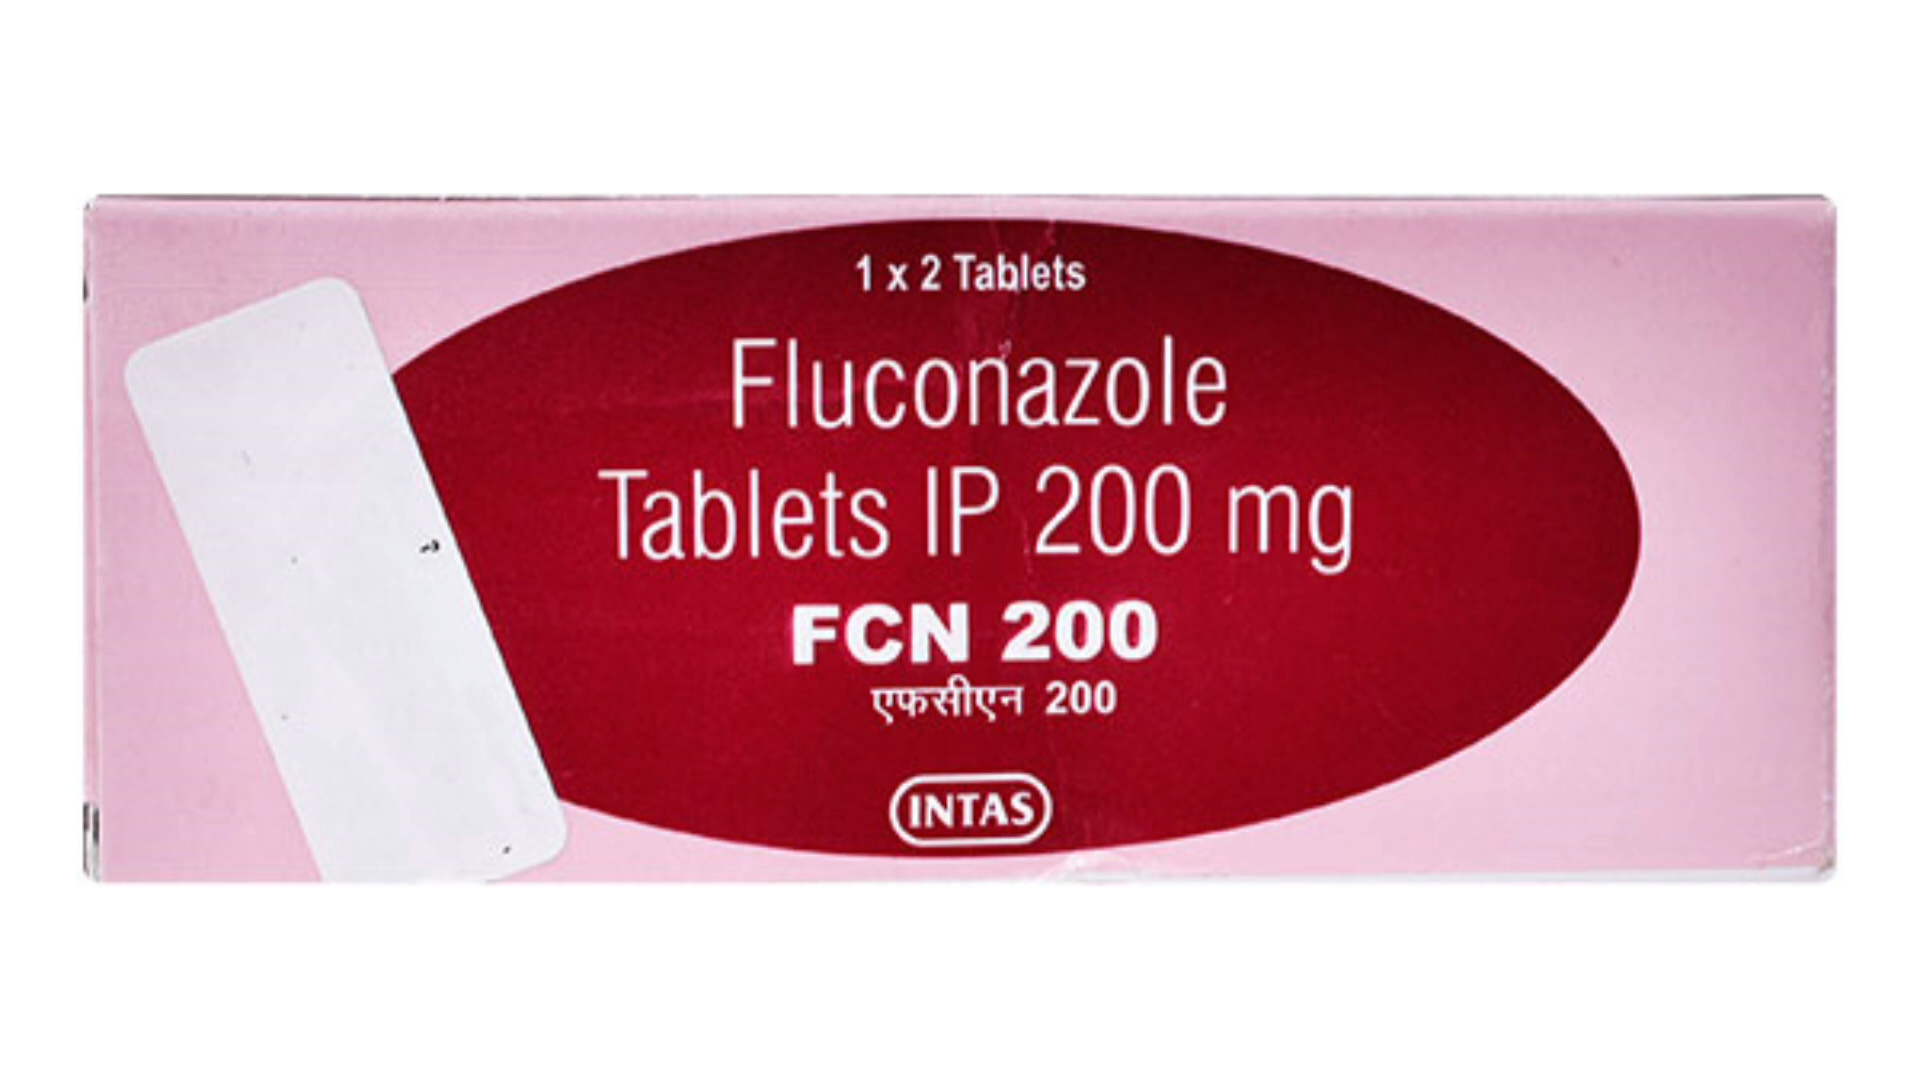 1 x 2 Tablets
Fluconazole
Tablets IP 200 mg
FCN 200
एफसीएन 200
INTAS